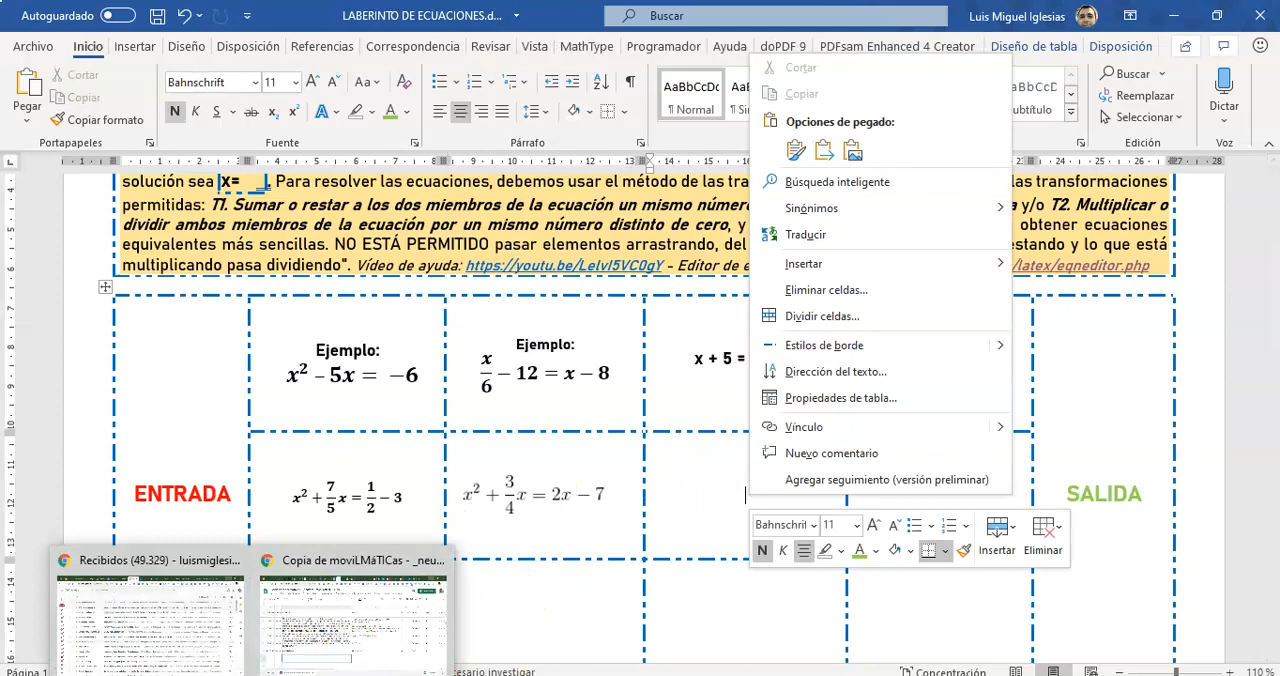 Autoguardado
LABERINTO DE ECUACIONES.d...
Buscar
Luis Miguel Iglesias
Archivo Inicio Insertar Diseño Disposición Referencias Correspondencia Revisar Vista MathType Programador Ayuda doPDF 9 PDFsam Enhanced 4 Creator Diseño de tabla Disposición
Pegar
Cortar
Copiar
Copiar formato
Portapapeles
Bahnschrift 11
Fuente
Párrafo
AaBbCcDc
¶ Normal
Buscar
Reemplazar
Seleccionar
Edición
Dictar
Voz
solución sea x= . Para resolver las ecuaciones, debemos usar el método de las tra
las transformaciones
permitidas: T1. Sumar o restar a los dos miembros de la ecuación un mismo número
y/o T2. Multiplicar o
dividir ambos miembros de la ecuación por un mismo número distinto de cero, y
obtener ecuaciones
equivalentes más sencillas. NO ESTÁ PERMITIDO pasar elementos arrastrando, del
estando y lo que está
multiplicando pasa dividiendo". Vídeo de ayuda: https://youtu.be/LelvI5VC0gY - Editor de e
/latex/eqneditor.php
Ejemplo:
x² – 5x = −6
Ejemplo:
x/6 − 12 = x − 8
x + 5 =
ENTRADA
x² + 7/5 x = 1/2 − 3
x² + 3/4 x = 2x − 7
SALIDA
Cortar
Copiar
Opciones de pegado:
Búsqueda inteligente
Sinónimos
Traducir
Insertar
Eliminar celdas...
Dividir celdas...
Estilos de borde
Dirección del texto...
Propiedades de tabla...
Vínculo
Nuevo comentario
Agregar seguimiento (versión preliminar)
Bahnschril 11
Insertar
Eliminar
Recibidos (49.329) - luismiglesi...
Copia de moviLMáTICas - _neu...
Página 1
esario investigar
Concentración
110 %